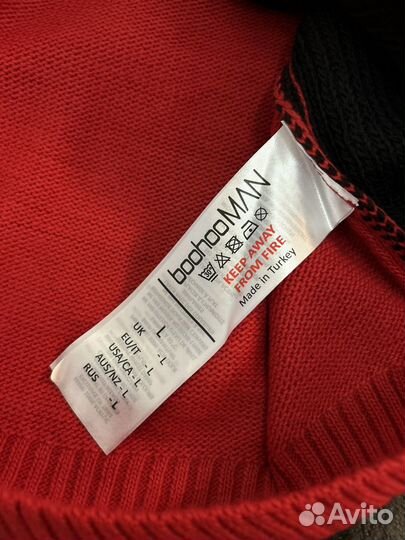 boohooMAN
KEEP AWAY
FROM FIRE
Made in Turkey
L
UK - L
EU/IT - L
USA/CA - L
AUS/NZ - L
RUS - L
Avito